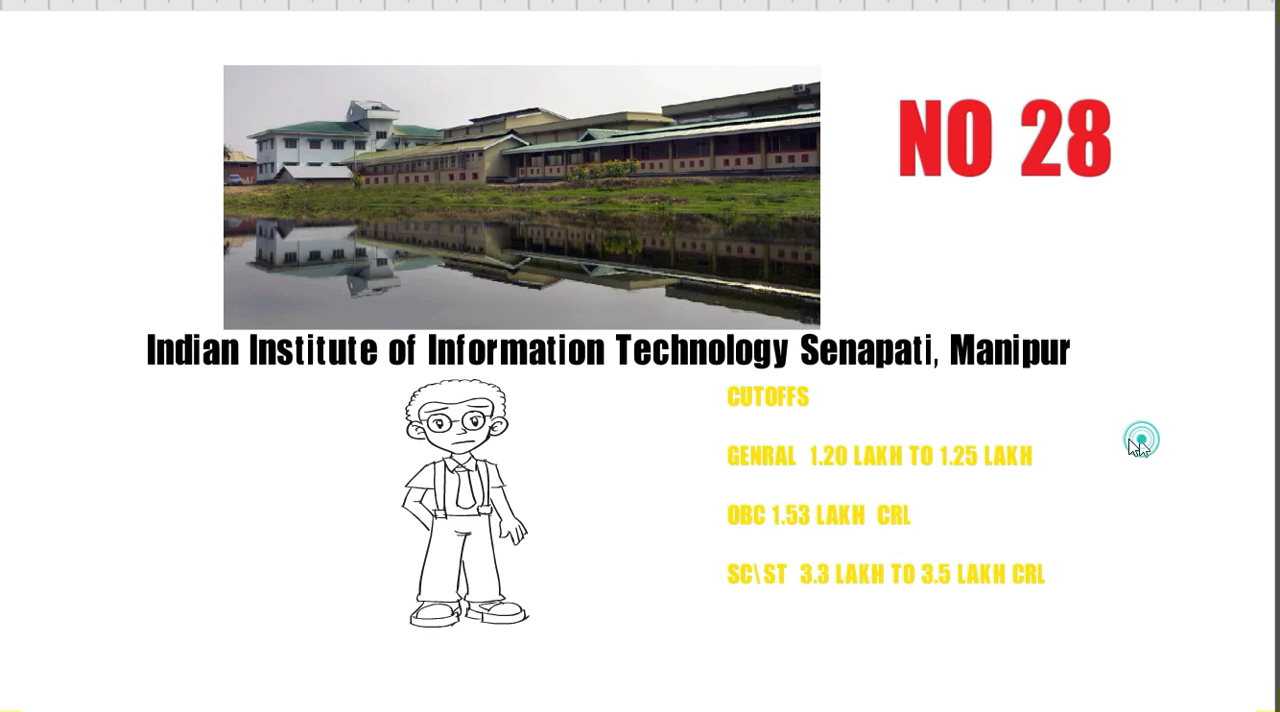 NO 28
Indian Institute of Information Technology Senapati, Manipur
CUTOFFS
GENRAL 1.20 LAKH TO 1.25 LAKH
OBC 1.53 LAKH CRL
SC\ST 3.3 LAKH TO 3.5 LAKH CRL